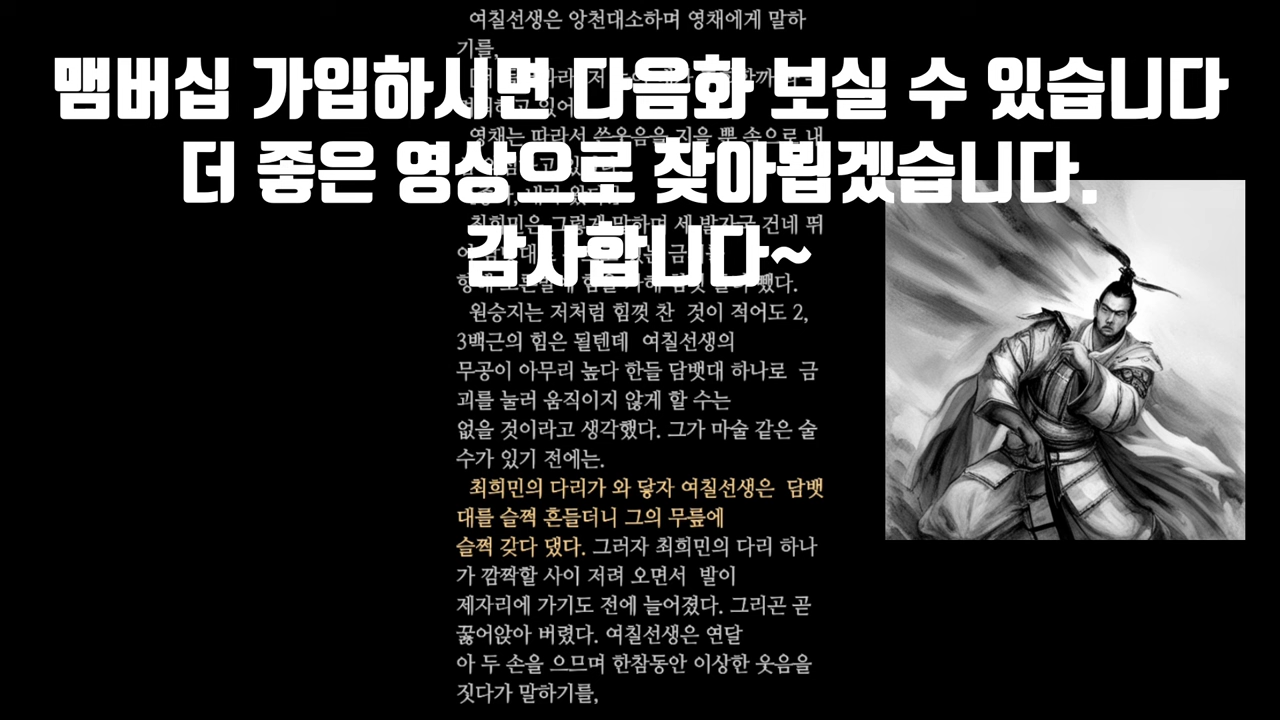 맴버십 가입하시면 다음화 보실 수 있습니다
더 좋은 영상으로 찾아뵙겠습니다.
감사합니다~
여칠선생은 앙천대소하며 영채에게 말하
기를,
영채는 따라서 쓴웃음을 지을 뿐 속으로 내
최희민은 그렇게 말하며 세 발자국 건네 뛰
뺐다.
원승지는 저처럼 힘껏 찬 것이 적어도 2,
3백근의 힘은 될텐데 여칠선생의
무공이 아무리 높다 한들 담뱃대 하나로 금
괴를 눌러 움직이지 않게 할 수는
없을 것이라고 생각했다. 그가 마술 같은 술
수가 있기 전에는.
최희민의 다리가 와 닿자 여칠선생은 담뱃
대를 슬쩍 흔들더니 그의 무릎에
슬쩍 갖다 댔다. 그러자 최희민의 다리 하나
가 깜짝할 사이 저려 오면서 발이
제자리에 가기도 전에 늘어졌다. 그리곤 곧
꿇어앉아 버렸다. 여칠선생은 연달
아 두 손을 으므며 한참동안 이상한 웃음을
짓다가 말하기를,